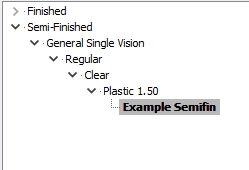 Finished
Semi-Finished
General Single Vision
Regular
Clear
Plastic 1.50
Example Semifin